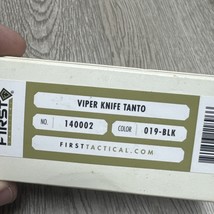 FIRST
VIPER KNIFE TANTO
NO. 140002 COLOR 019-BLK
FIRSTTACTICAL.COM